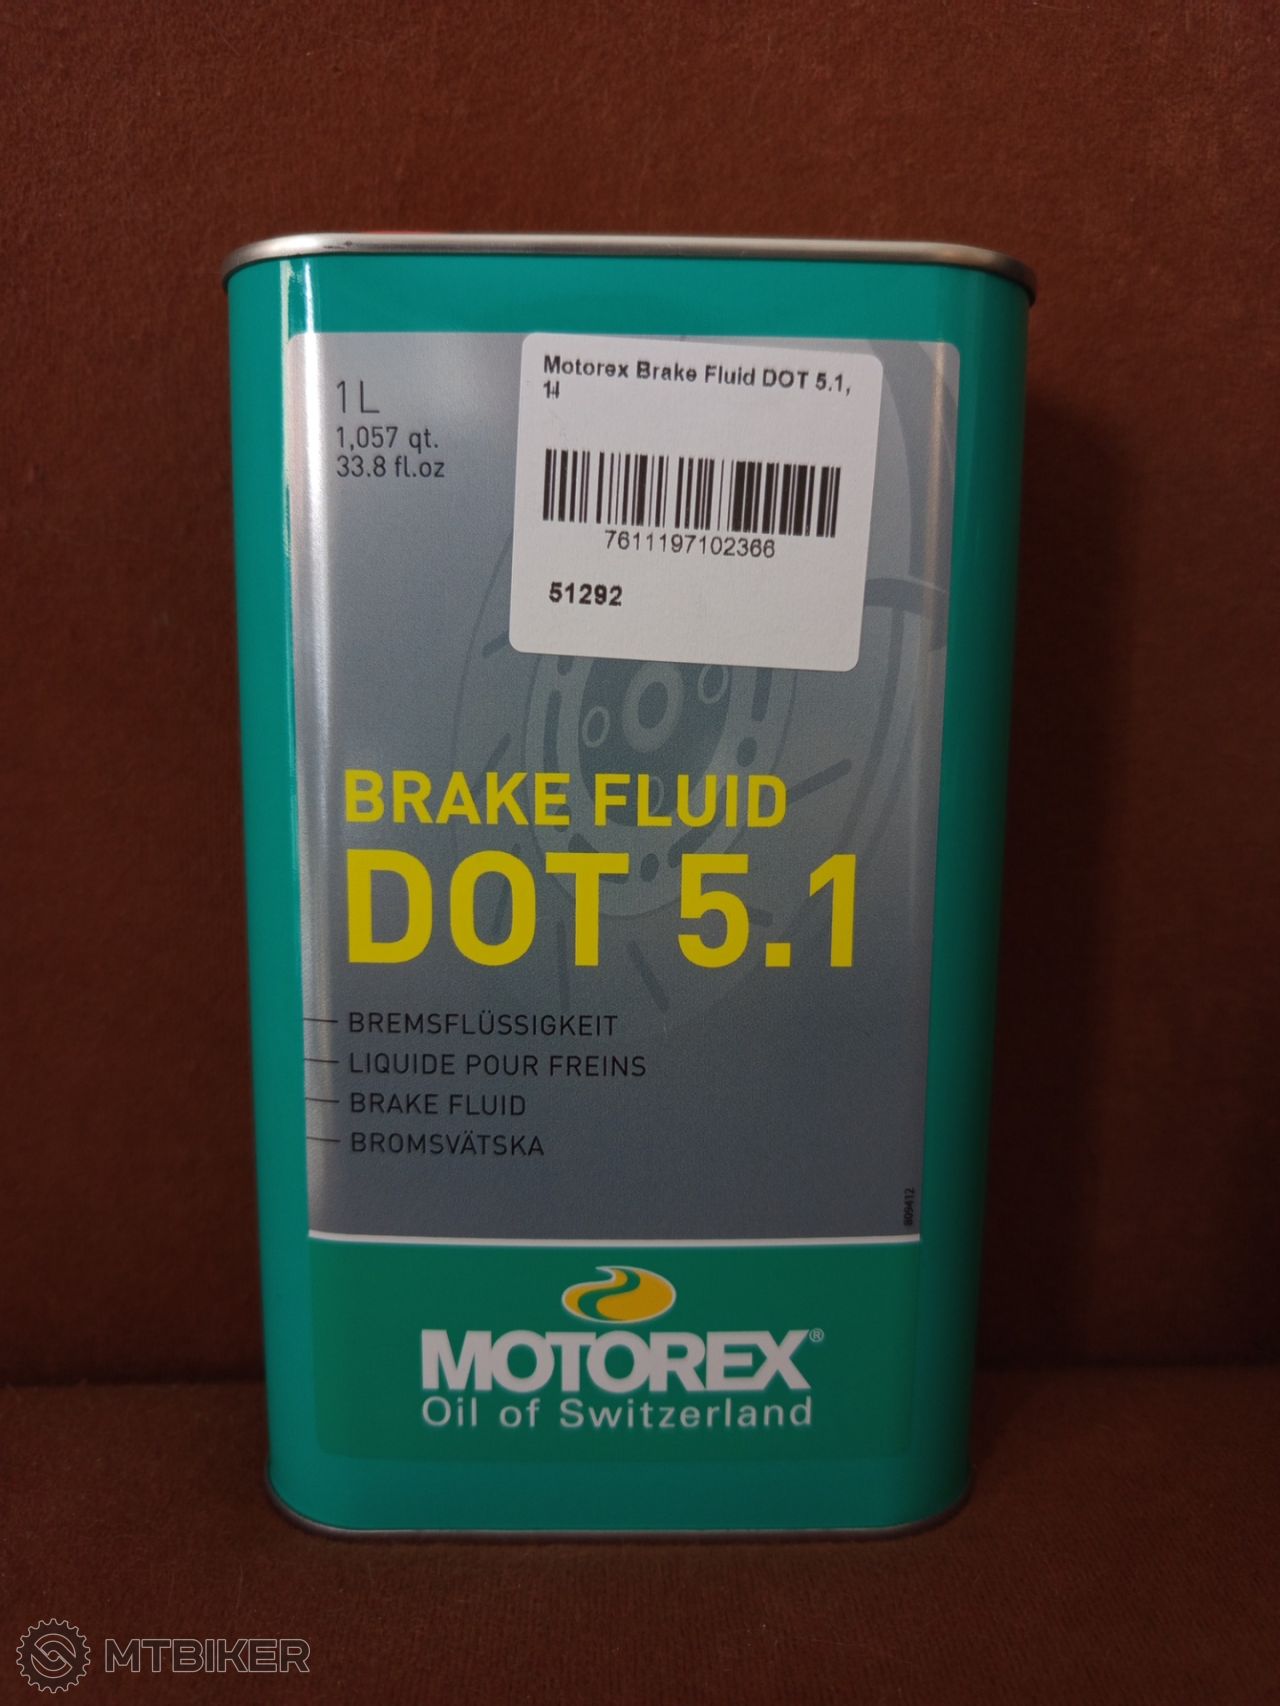 Motorex Brake Fluid DOT 5.1,
1l
7611197102366
51292
1 L
1,057 qt.
33.8 fl.oz
BRAKE FLUID
DOT 5.1
BREMSFLÜSSIGKEIT
LIQUIDE POUR FREINS
BRAKE FLUID
BROMSVÄTSKA
809412
MOTOREX®
Oil of Switzerland
MTBIKER